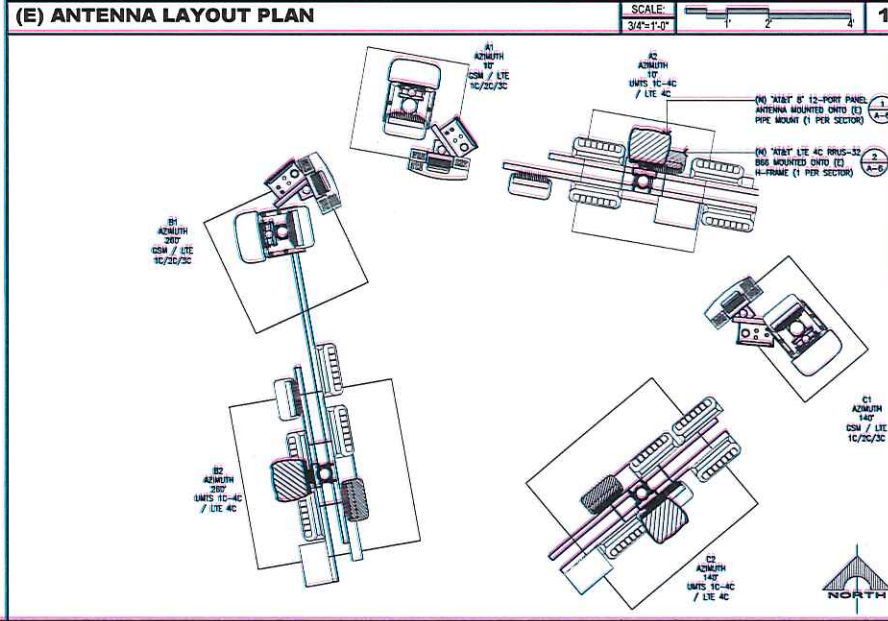 (E) ANTENNA LAYOUT PLAN
SCALE:
3/4"=1'-0"
1' 2' 4'
1
A1
AZIMUTH
10°
GSM / LTE
1C/2C/3C
A2
AZIMUTH
10°
UMTS 1C-4C
/ LTE 4C
(N) "AT&T" 8' 12-PORT PANEL
ANTENNA MOUNTED ONTO (E)
PIPE MOUNT (1 PER SECTOR)
1
(N) "AT&T" LTE 4C RRUS-32
B66 MOUNTED ONTO (E)
H-FRAME (1 PER SECTOR)
2
B1
AZIMUTH
260°
GSM / LTE
1C/2C/3C
C1
AZIMUTH
140°
GSM / LTE
1C/2C/3C
B2
AZIMUTH
260°
UMTS 1C-4C
/ LTE 4C
C2
AZIMUTH
140°
UMTS 1C-4C
/ LTE 4C
NORTH